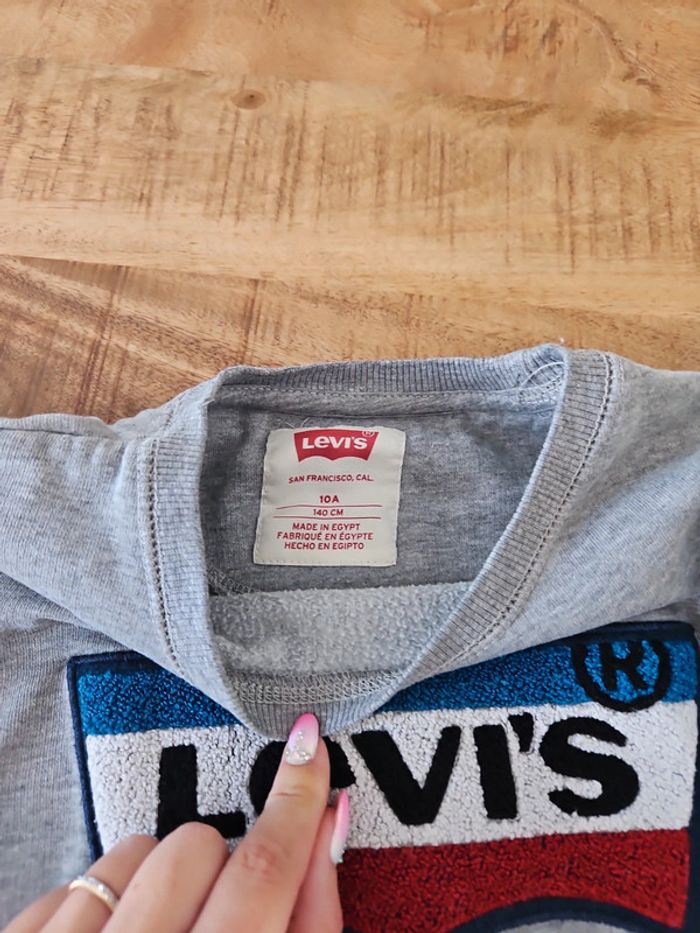 LEVI'S®
SAN FRANCISCO, CAL.
10A
140 CM
MADE IN EGYPT
FABRIQUÉ EN ÉGYPTE
HECHO EN EGIPTO
LEVI'S
®